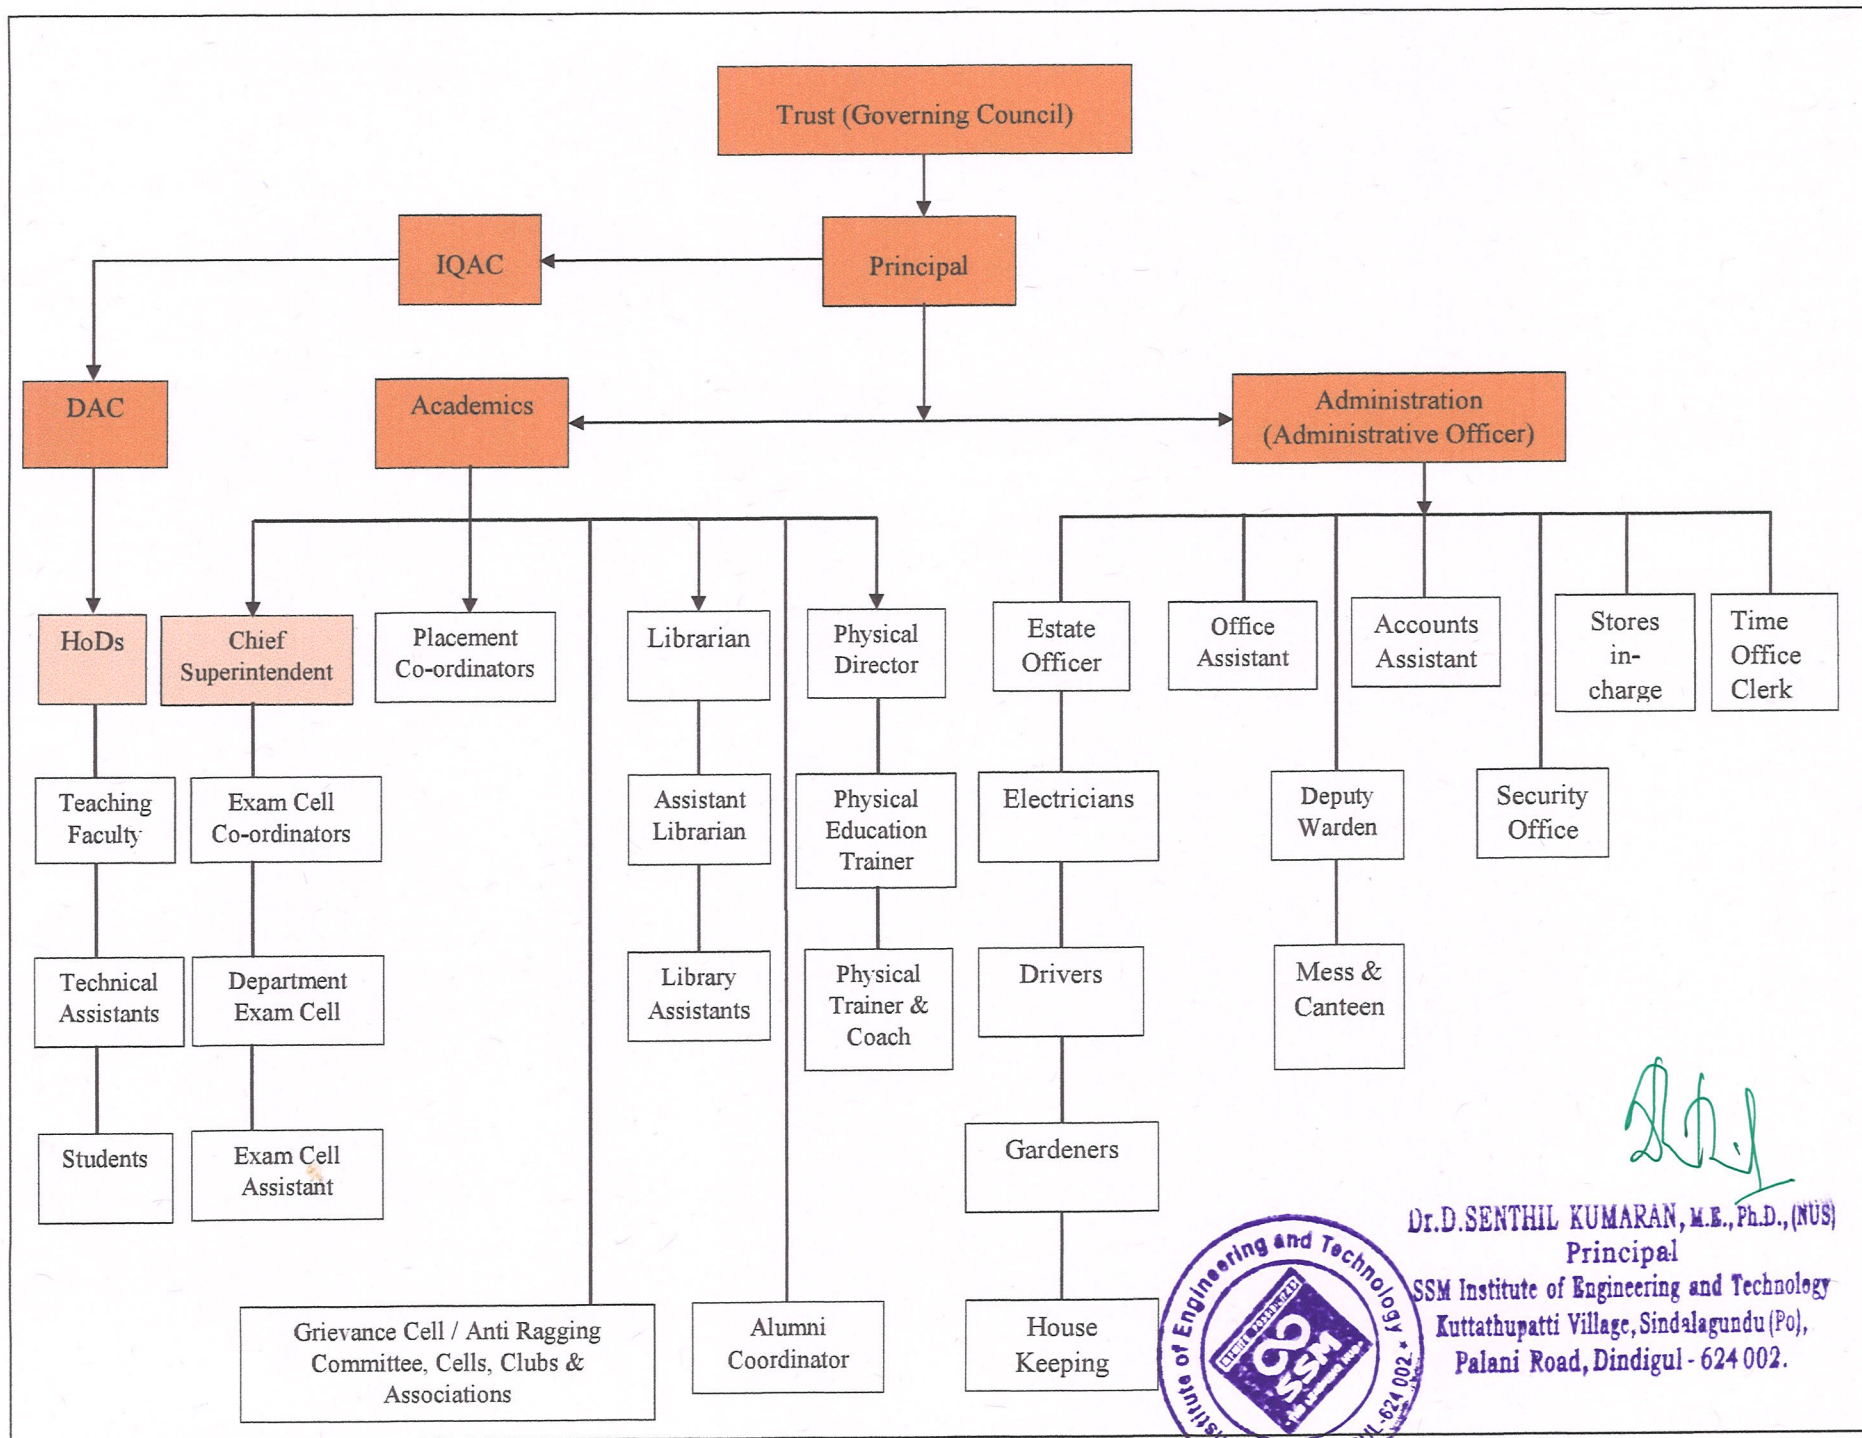 Trust (Governing Council)
IQAC
Principal
DAC
Academics
Administration
(Administrative Officer)
HoDs
Chief
Superintendent
Placement
Co-ordinators
Librarian
Physical
Director
Estate
Officer
Office
Assistant
Accounts
Assistant
Stores
in-
charge
Time
Office
Clerk
Teaching
Faculty
Exam Cell
Co-ordinators
Assistant
Librarian
Physical
Education
Trainer
Electricians
Deputy
Warden
Security
Office
Technical
Assistants
Department
Exam Cell
Library
Assistants
Physical
Trainer &
Coach
Drivers
Mess &
Canteen
Students
Exam Cell
Assistant
Gardeners
Grievance Cell / Anti Ragging
Committee, Cells, Clubs &
Associations
Alumni
Coordinator
House
Keeping
Dr.D.SENTHIL KUMARAN, M.E., Ph.D., (NUS)
Principal
SSM Institute of Engineering and Technology
Kuttathupatti Village, Sindalagundu (Po),
Palani Road, Dindigul - 624 002.
of Engineering and Technology * 624 002
SSM